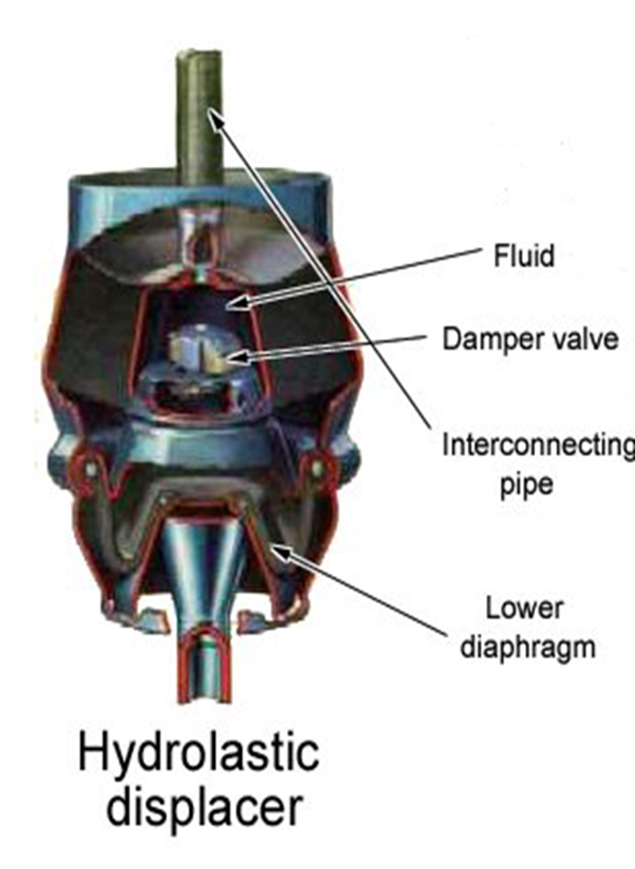 Fluid
Damper valve
Interconnecting
pipe
Lower
diaphragm
Hydrolastic
displacer